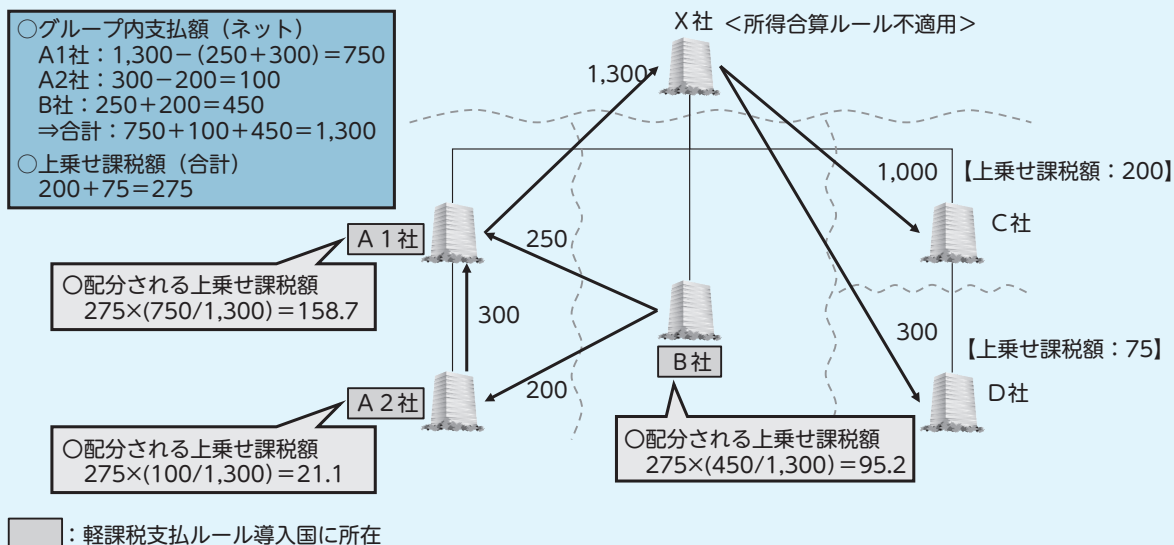 ○グループ内支払額（ネット）
A1社：1,300－(250＋300)＝750
A2社：300－200＝100
B社：250＋200＝450
⇒合計：750＋100＋450＝1,300
○上乗せ課税額（合計）
200＋75＝275
X社 ＜所得合算ルール不適用＞
1,300
1,000 【上乗せ課税額：200】
C社
A１社
250
○配分される上乗せ課税額
275×(750/1,300)＝158.7
300
B社
300
【上乗せ課税額：75】
D社
A２社
200
○配分される上乗せ課税額
275×(100/1,300)＝21.1
○配分される上乗せ課税額
275×(450/1,300)＝95.2
：軽課税支払ルール導入国に所在